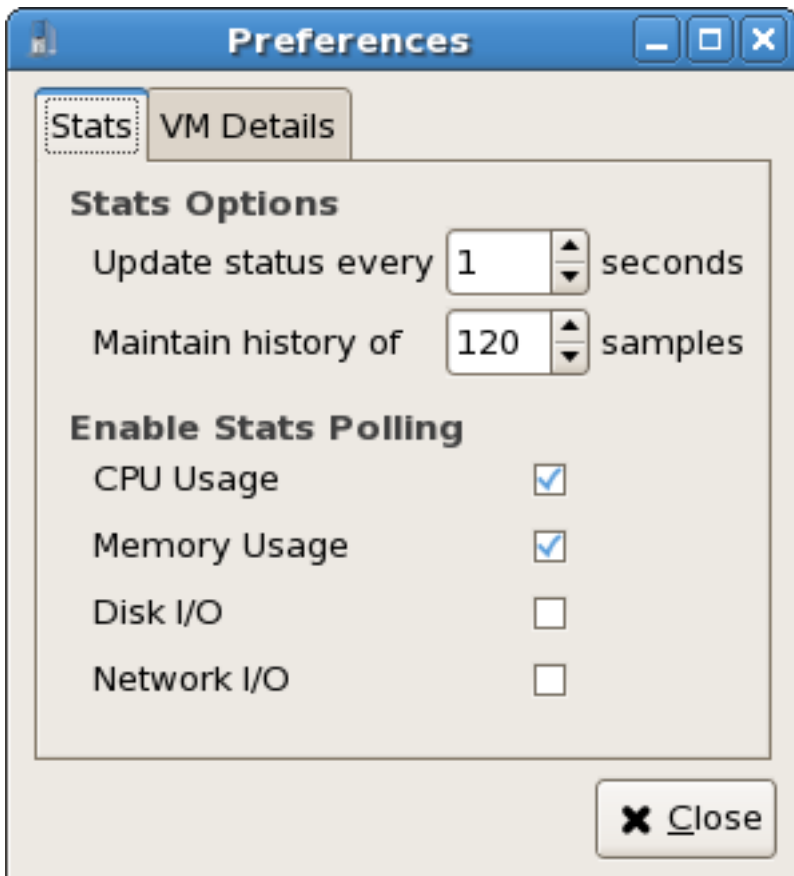 Preferences
Stats VM Details
Stats Options
Update status every 1 seconds
Maintain history of 120 samples
Enable Stats Polling
CPU Usage
Memory Usage
Disk I/O
Network I/O
Close